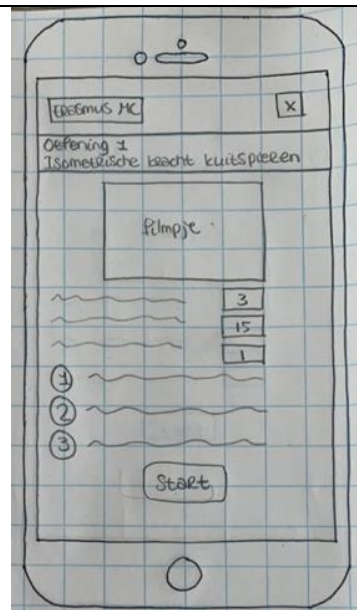 ERASMUS MC
X
Oefening 1
Isometrische kracht kuitspieren
filmpje
3
15
1
1
2
3
Start